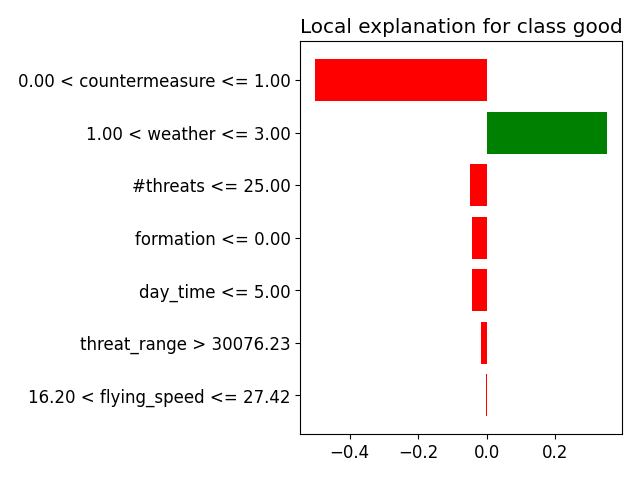 Local explanation for class good
0.00 < countermeasure <= 1.00
1.00 < weather <= 3.00
#threats <= 25.00
formation <= 0.00
day_time <= 5.00
threat_range > 30076.23
16.20 < flying_speed <= 27.42
−0.4 −0.2 0.0 0.2